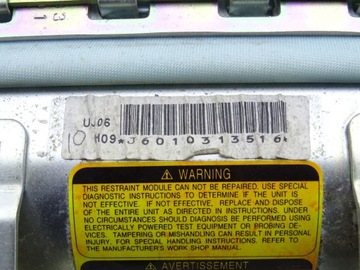 UJ06
10 H09*J6010313516*
WARNING
THIS RESTRAINT MODULE CAN NOT BE REPAIRED. USE SPECIAL
DIAGNOSTIC INSTRUCTIONS TO DETERMINE IF THE UNIT IS
NOT EFFECTIVE. IF NOT EFFECTIVE, REPLACE AND DISPOSE
OF THE ENTIRE UNIT AS DIRECTED IN INSTRUCTIONS. UNDER
NO CIRCUMSTANCES SHOULD DIAGNOSIS BE PERFORMED USING
ELECTRICALLY POWERED TEST EQUIPMENT OR PROBING DE-
VICES. TAMPERING OR MISHANDLING CAN RESULT IN PERSONAL
INJURY. FOR SPECIAL HANDLING INSTRUCTIONS. REFER TO
THE MANUFACTURER'S WORK SHOP MANUAL.
AVERTISSEMENT